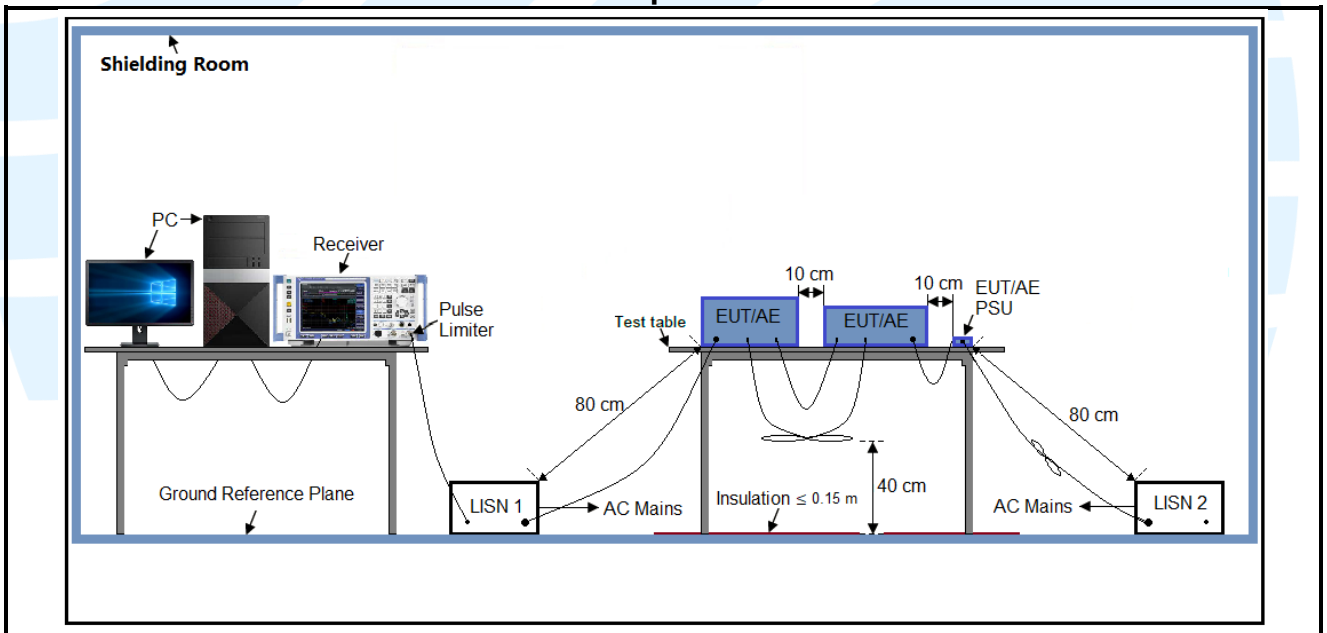 Shielding Room
PC
Receiver
Pulse
Limiter
Test table
10 cm
10 cm
EUT/AE
PSU
EUT/AE
EUT/AE
80 cm
80 cm
40 cm
Ground Reference Plane
LISN 1
AC Mains
Insulation ≤ 0.15 m
AC Mains
LISN 2